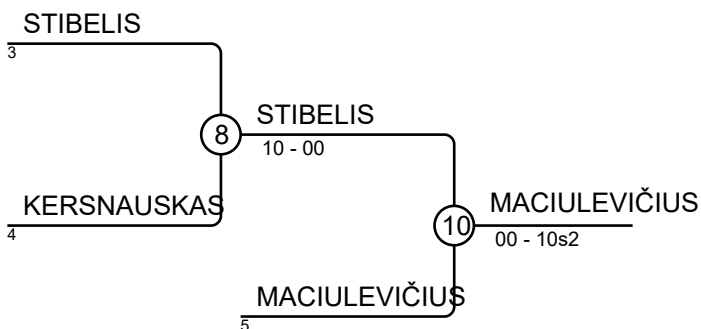 STIBELIS
3
8
STIBELIS
10 - 00
KERSNAUSKAS
4
10
MACIULEVIČIUS
00 - 10s2
MACIULEVIČIUS
5